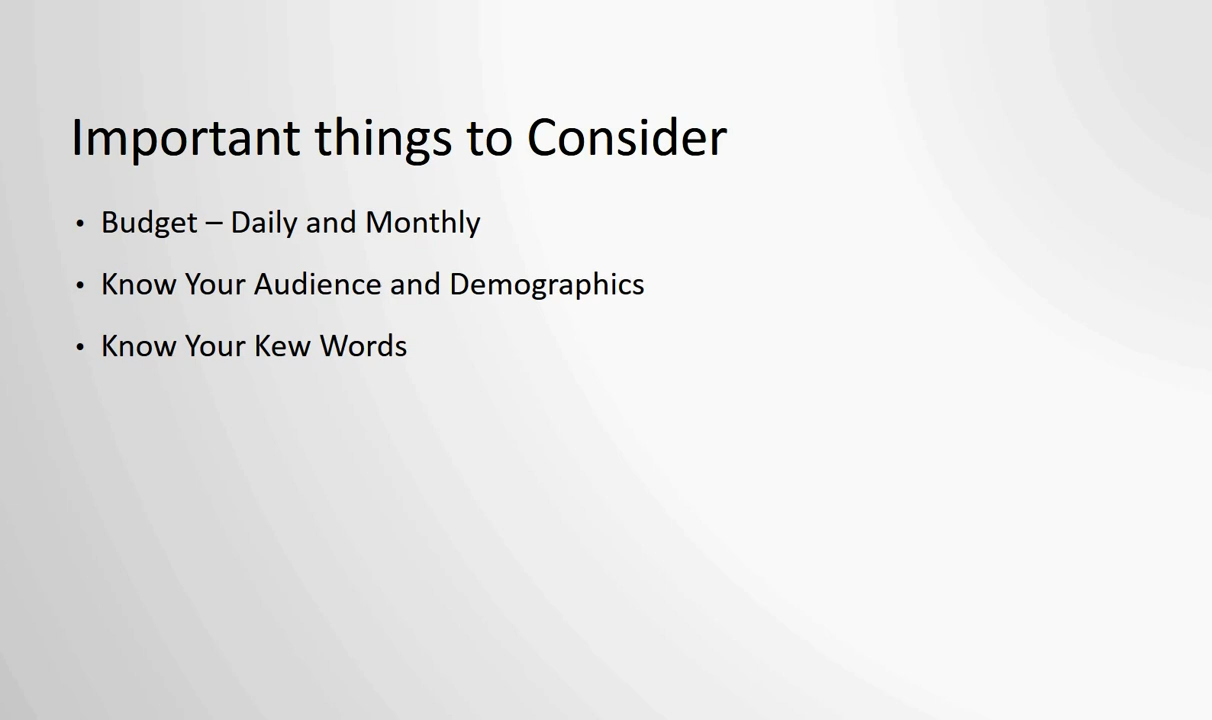 Important things to Consider
• Budget – Daily and Monthly
• Know Your Audience and Demographics
• Know Your Kew Words